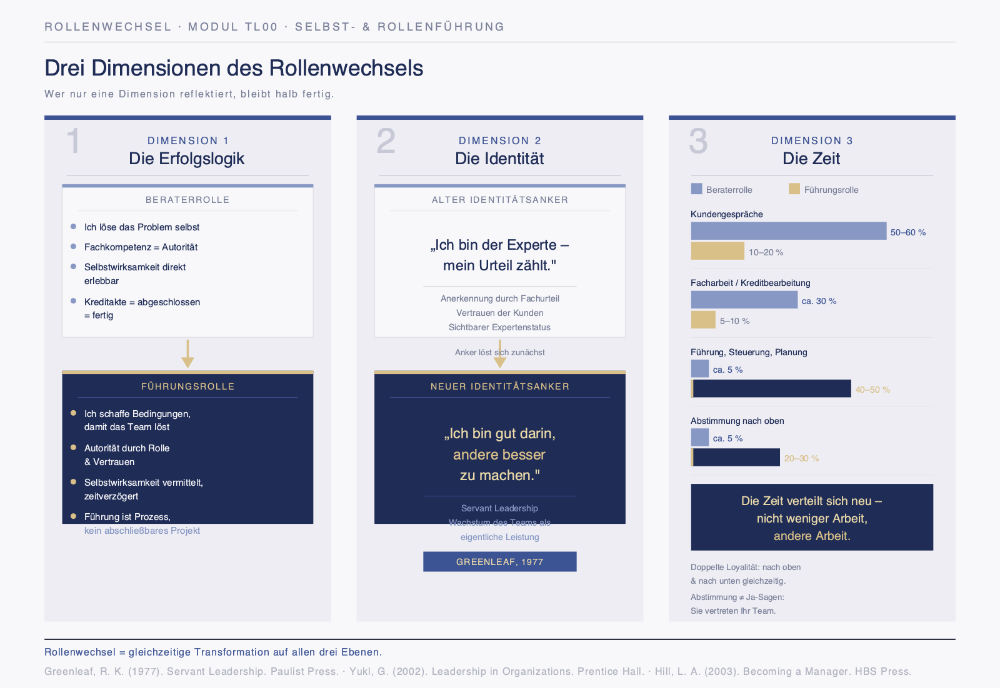 ROLLENWECHSEL · MODUL TL00 · SELBST- & ROLLENFÜHRUNG
Drei Dimensionen des Rollenwechsels
Wer nur eine Dimension reflektiert, bleibt halb fertig.
1
DIMENSION 1
Die Erfolgslogik
BERATERROLLE
Ich löse das Problem selbst
Fachkompetenz = Autorität
Selbstwirksamkeit direkt
erlebbar
Kreditakte = abgeschlossen
= fertig
FÜHRUNGSROLLE
Ich schaffe Bedingungen,
damit das Team löst
Autorität durch Rolle
& Vertrauen
Selbstwirksamkeit vermittelt,
zeitverzögert
Führung ist Prozess,
kein abschließbares Projekt
2
DIMENSION 2
Die Identität
ALTER IDENTITÄTSANKER
„Ich bin der Experte –
mein Urteil zählt."
Anerkennung durch Fachurteil
Vertrauen der Kunden
Sichtbarer Expertenstatus
Anker löst sich zunächst
NEUER IDENTITÄTSANKER
„Ich bin gut darin,
andere besser
zu machen."
Servant Leadership
Wachstum des Teams als
eigentliche Leistung
GREENLEAF, 1977
3
DIMENSION 3
Die Zeit
Beraterrolle
Führungsrolle
Kundengespräche
50–60 %
10–20 %
Facharbeit / Kreditbearbeitung
ca. 30 %
5–10 %
Führung, Steuerung, Planung
ca. 5 %
40–50 %
Abstimmung nach oben
ca. 5 %
20–30 %
Die Zeit verteilt sich neu –
nicht weniger Arbeit,
andere Arbeit.
Doppelte Loyalität: nach oben
& nach unten gleichzeitig.
Abstimmung ≠ Ja-Sagen:
Sie vertreten Ihr Team.
Rollenwechsel = gleichzeitige Transformation auf allen drei Ebenen.
Greenleaf, R. K. (1977). Servant Leadership. Paulist Press. · Yukl, G. (2002). Leadership in Organizations. Prentice Hall. · Hill, L. A. (2003). Becoming a Manager. HBS Press.